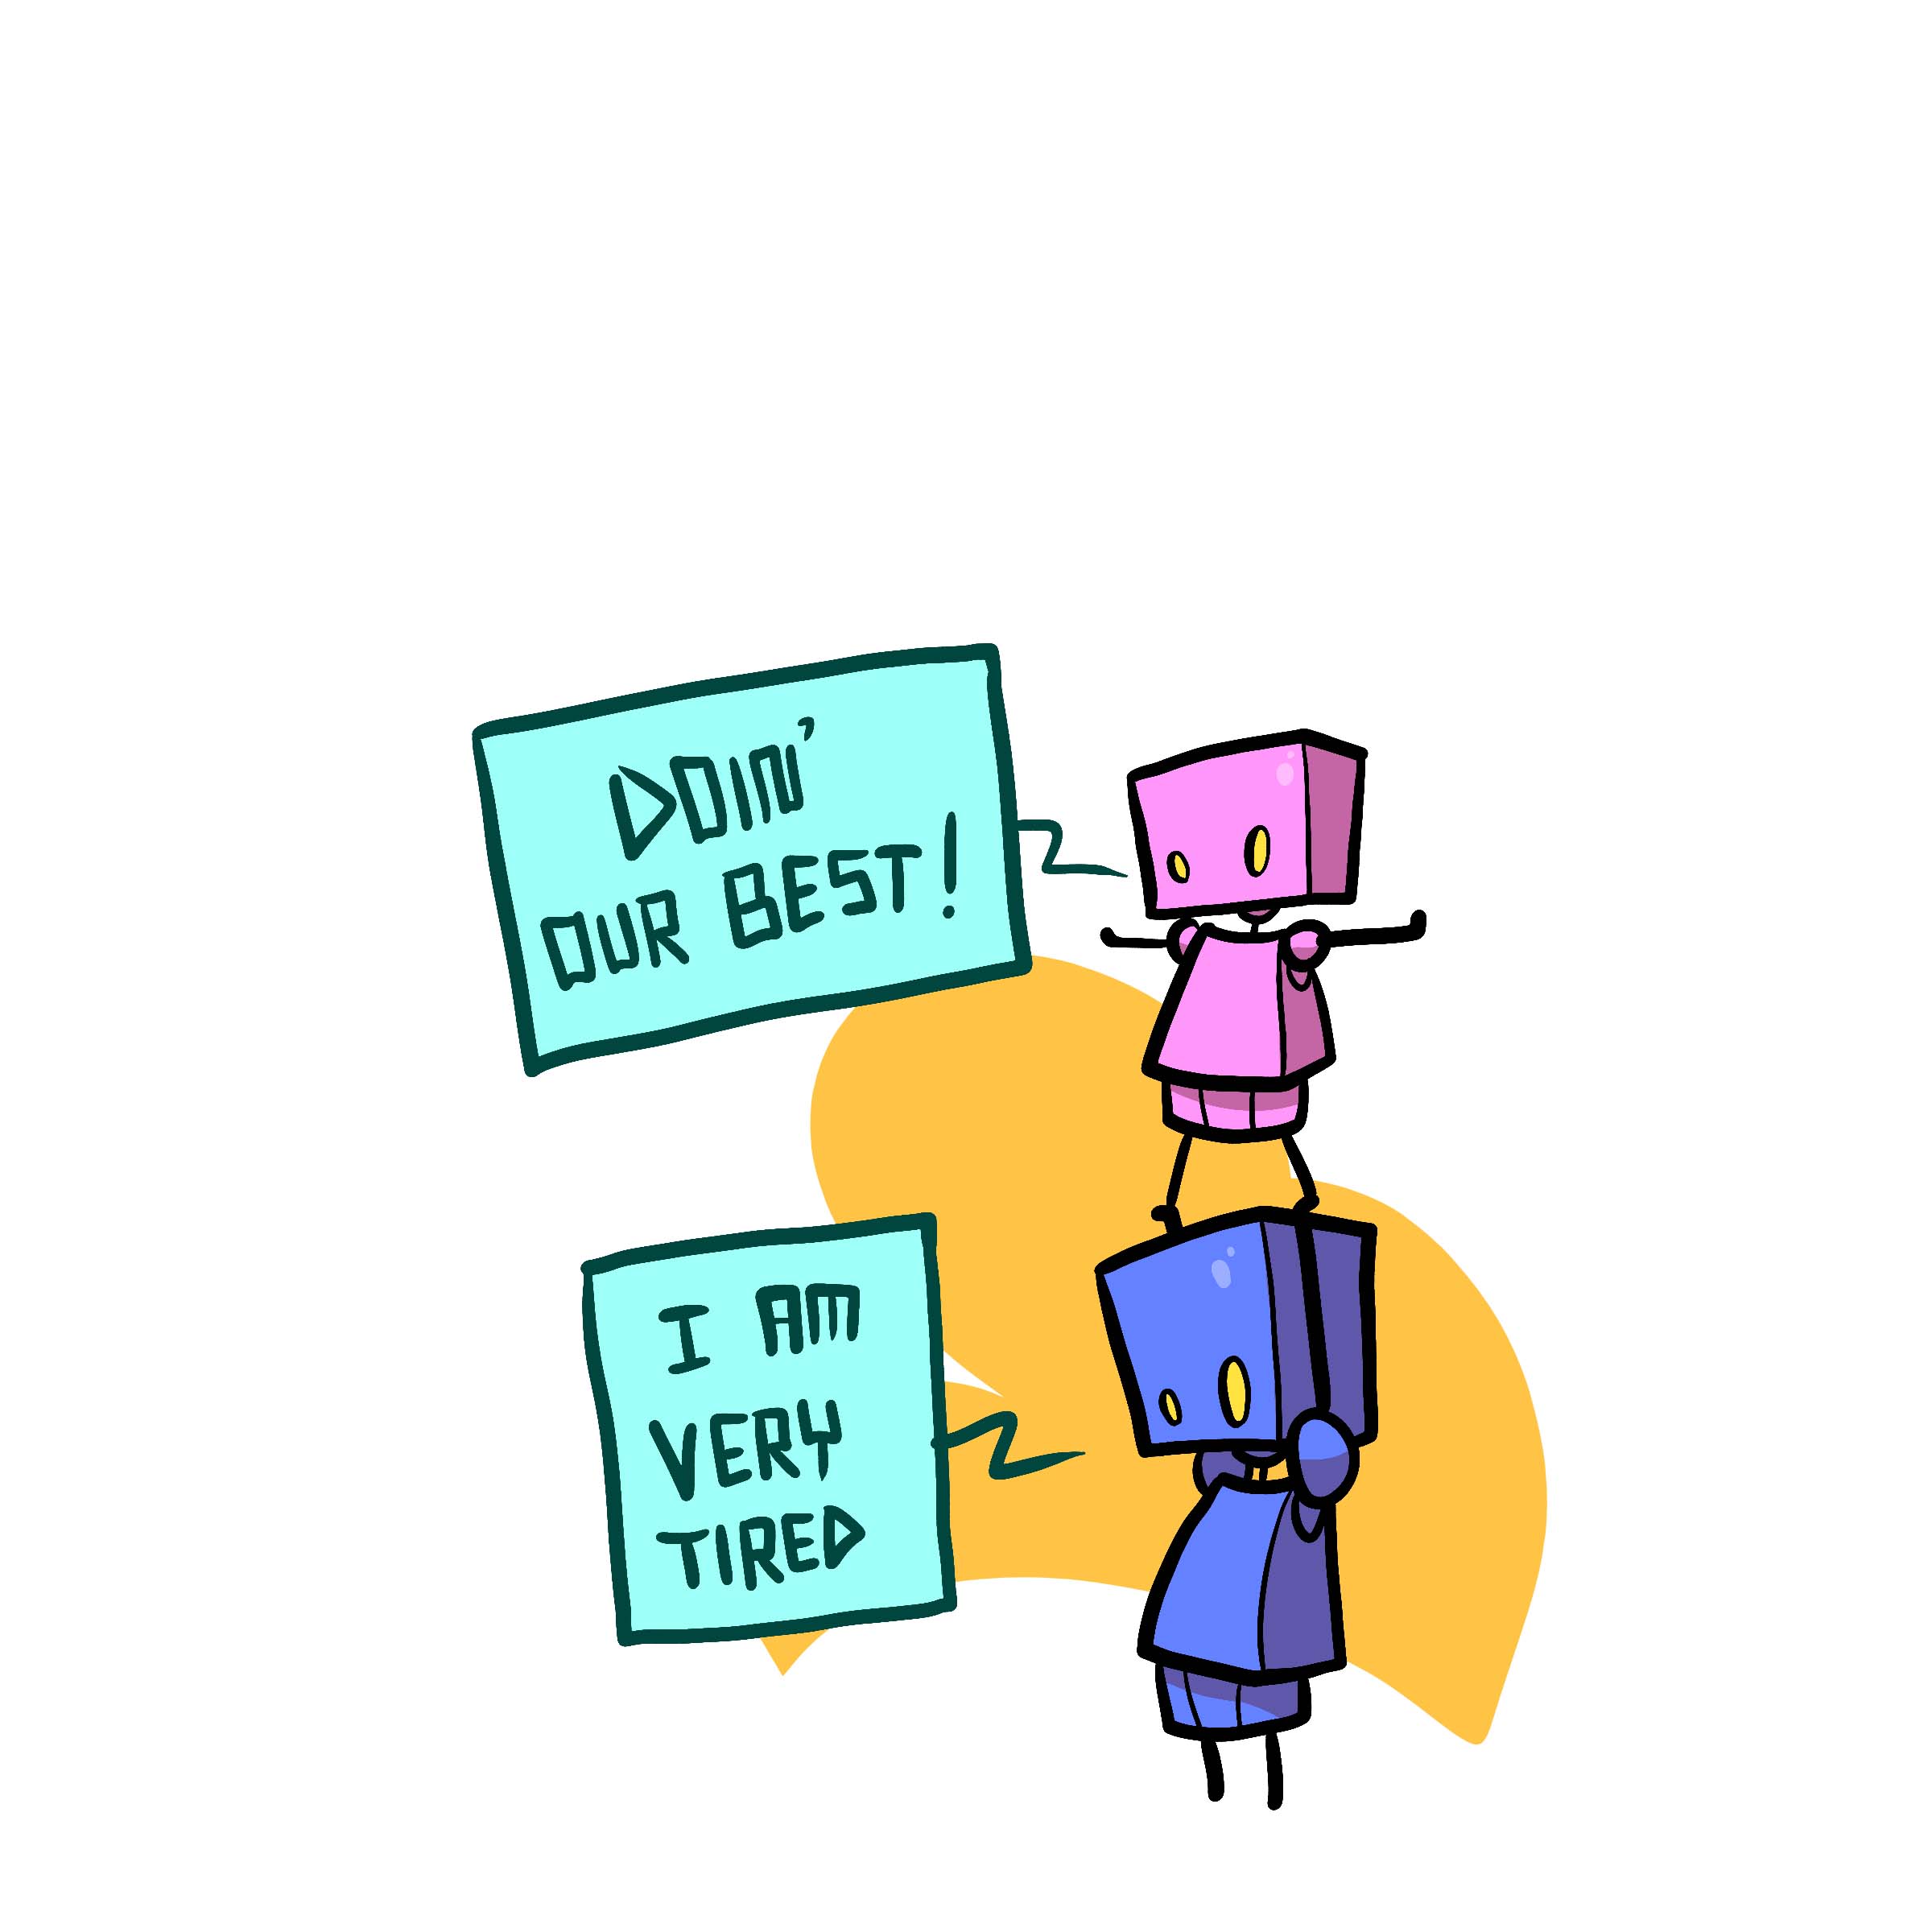 DOIN'
OUR BEST!
I AM
VERY
TIRED